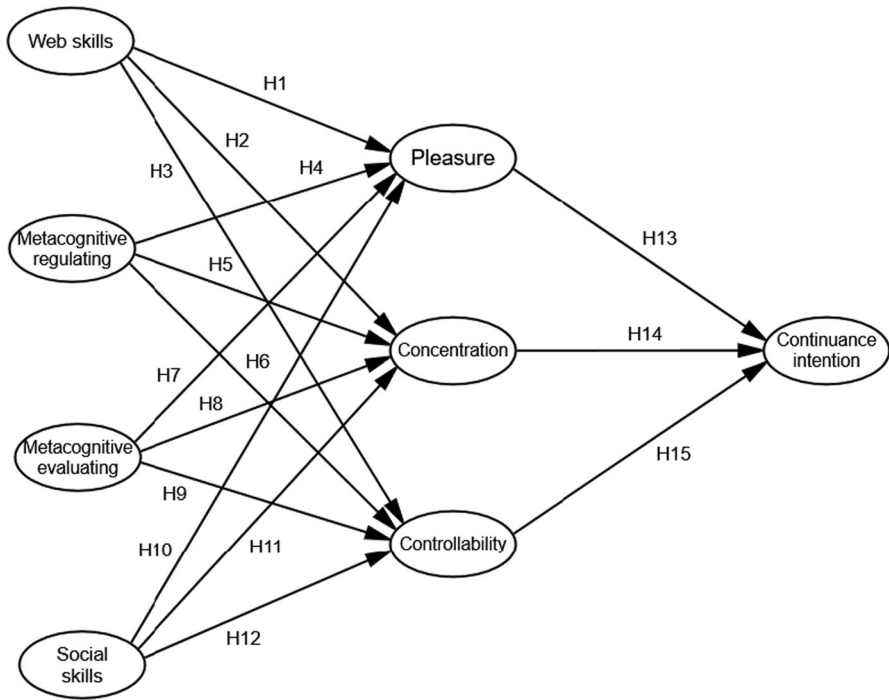 Web skills
H1
H2
H3
H4
Pleasure
H13
Metacognitive
regulating
H5
H14
Concentration
Continuance
intention
H7
H6
H8
Metacognitive
evaluating
H15
H9
H10
H11
Controllability
H12
Social
skills